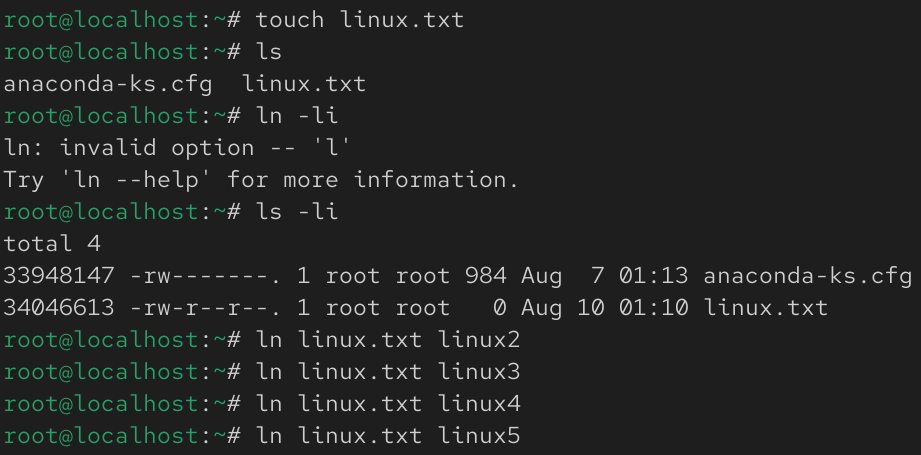 root@localhost:~# touch linux.txt
root@localhost:~# ls
anaconda-ks.cfg  linux.txt
root@localhost:~# ln -li
ln: invalid option -- 'l'
Try 'ln --help' for more information.
root@localhost:~# ls -li
total 4
33948147 -rw-------. 1 root root 984 Aug  7 01:13 anaconda-ks.cfg
34046613 -rw-r--r--. 1 root root   0 Aug 10 01:10 linux.txt
root@localhost:~# ln linux.txt linux2
root@localhost:~# ln linux.txt linux3
root@localhost:~# ln linux.txt linux4
root@localhost:~# ln linux.txt linux5